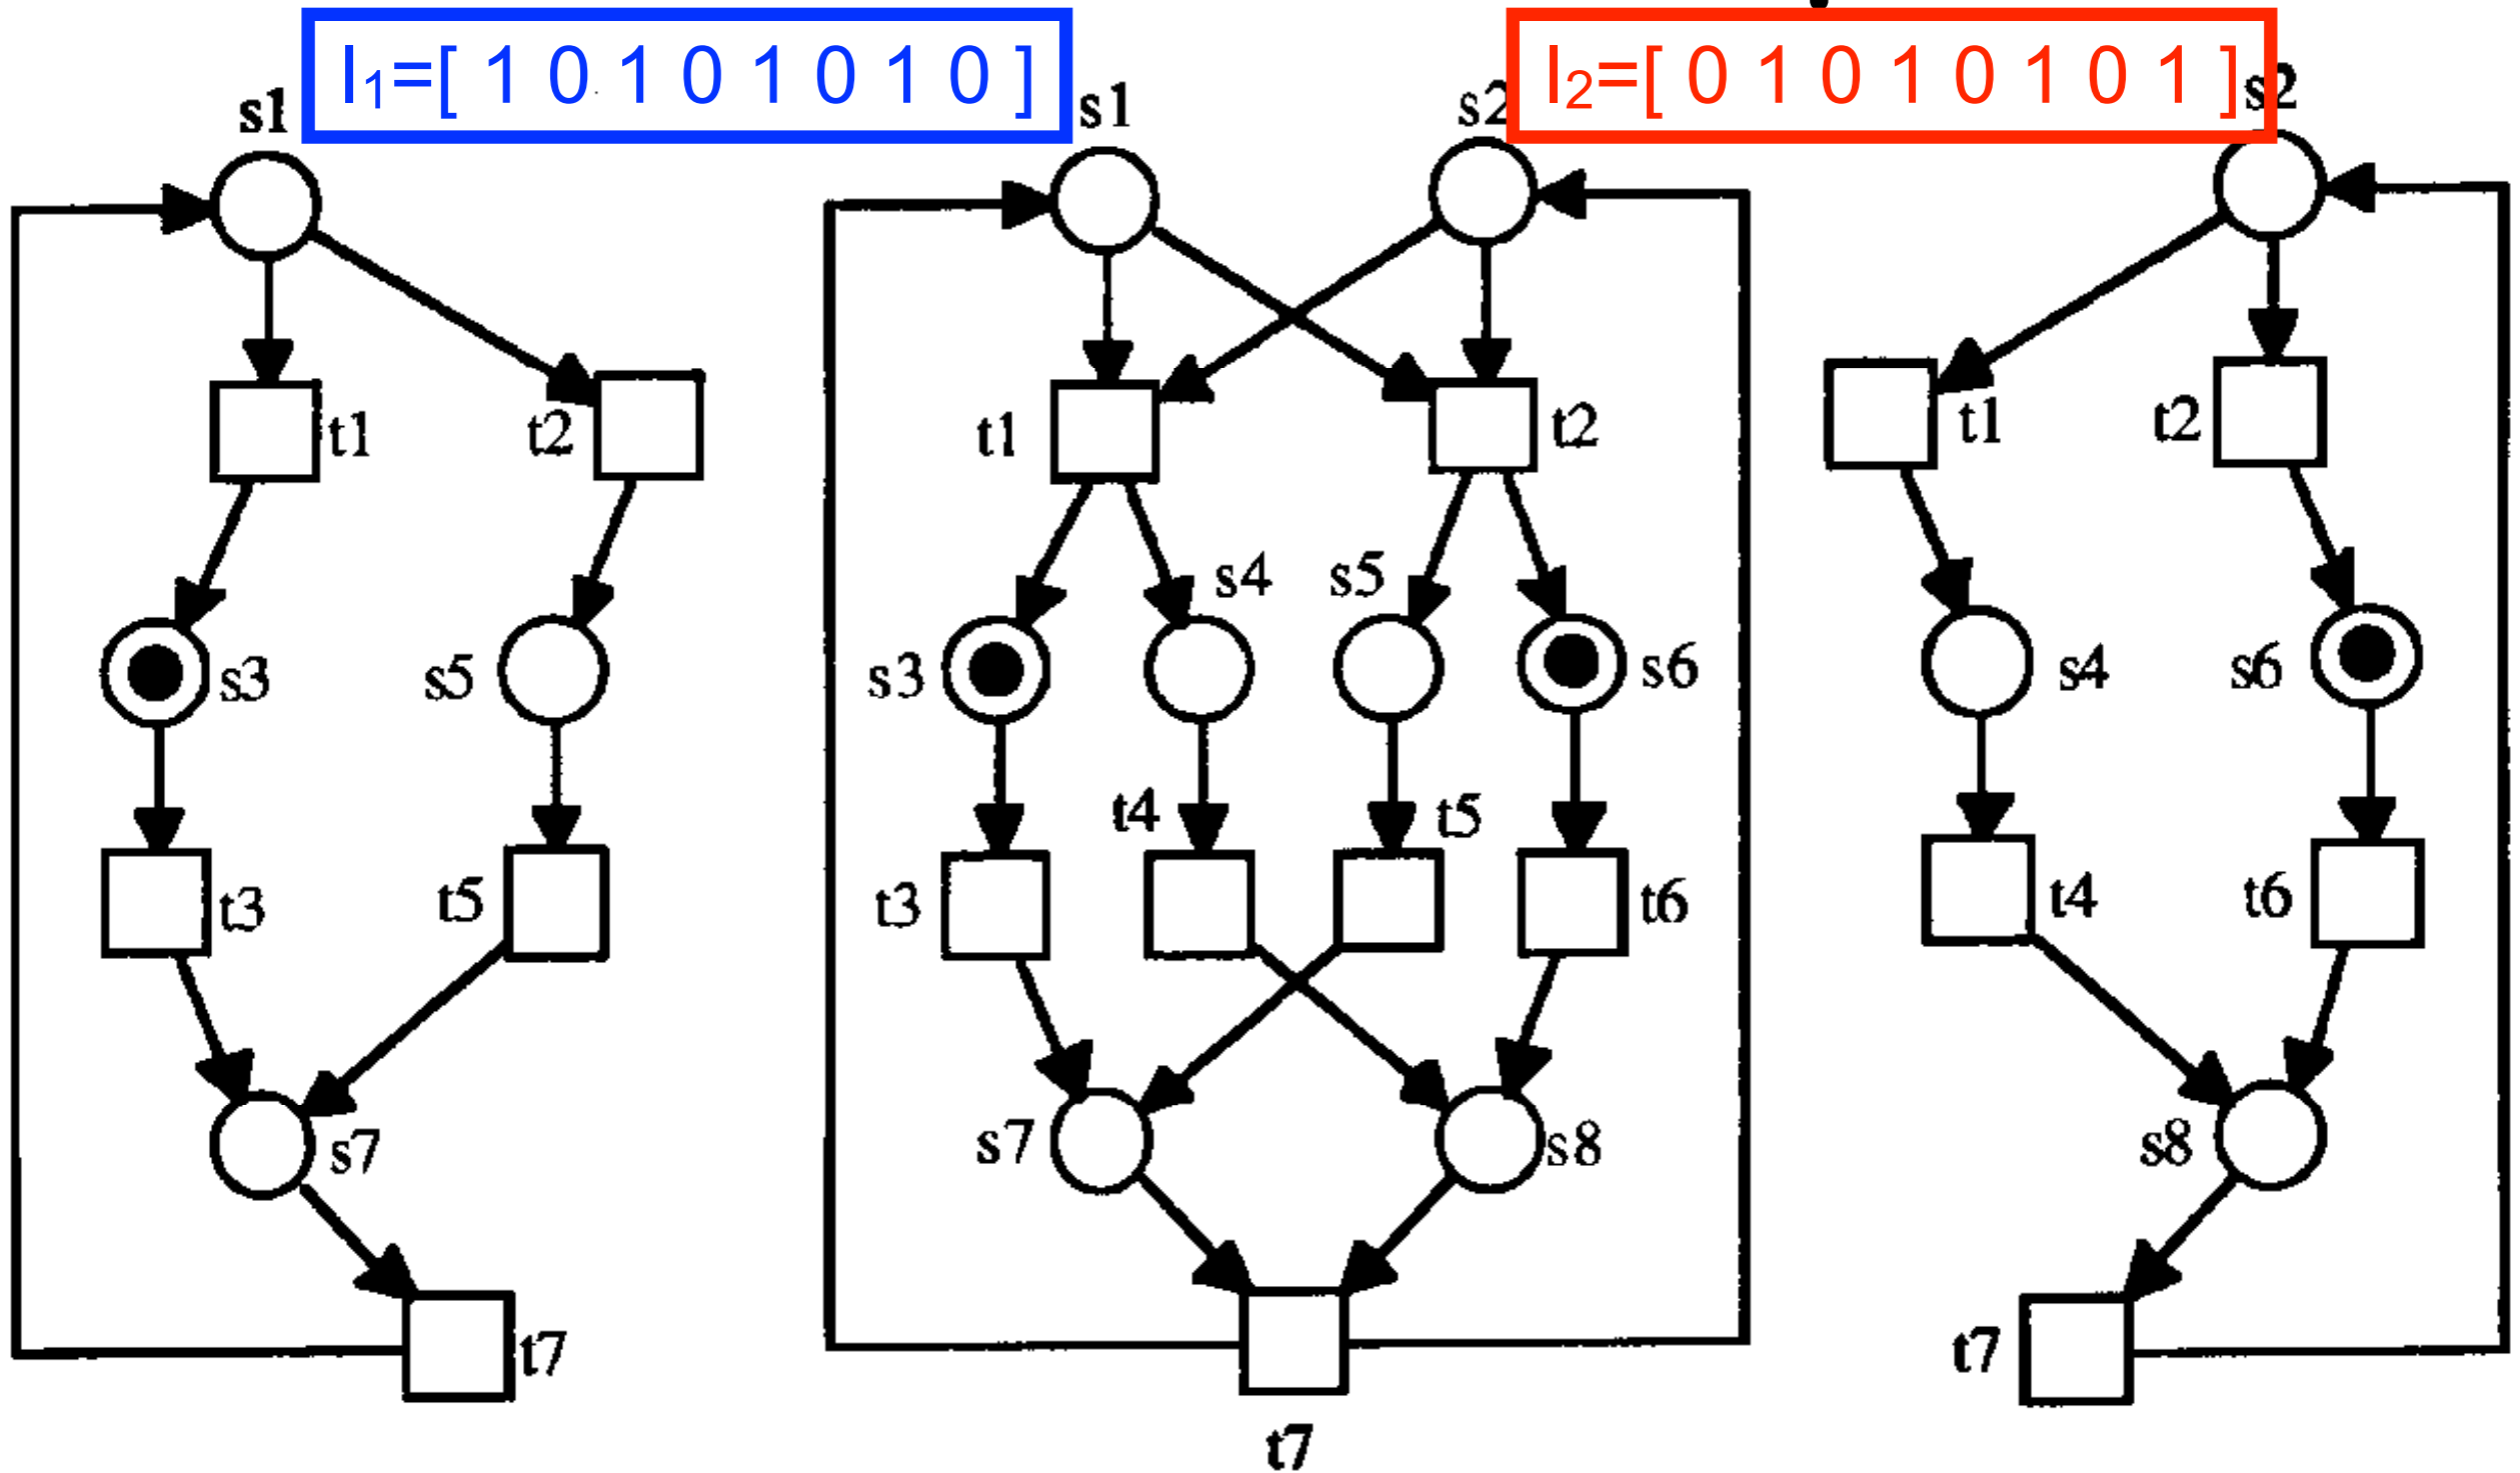 I₁=[ 1 0 1 0 1 0 1 0 ]
I₂=[ 0 1 0 1 0 1 0 1 ]
s1
s1
s2
s2
t1
t2
t1
t2
t1
t2
s3
s5
s3
s4
s5
s6
s4
s6
t3
t5
t3
t4
t5
t6
t4
t6
s7
s7
s8
s8
t7
t7
t7